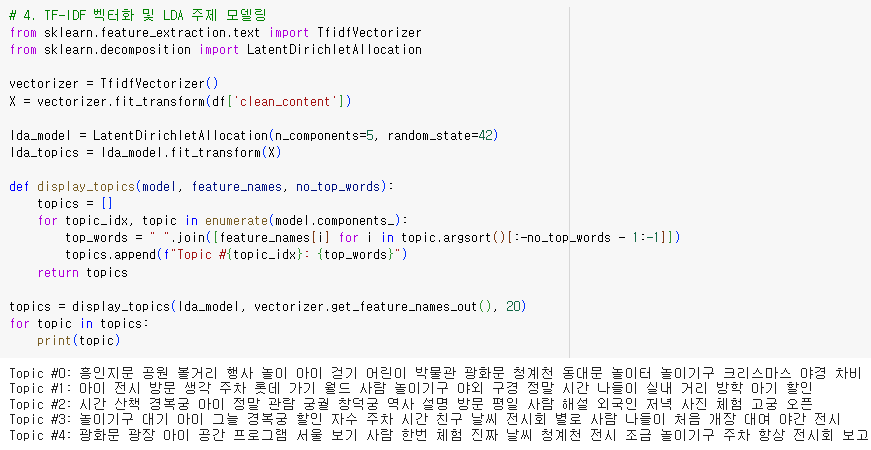 # 4. TF-IDF 벡터화 및 LDA 주제 모델링
from sklearn.feature_extraction.text import TfidfVectorizer
from sklearn.decomposition import LatentDirichletAllocation
vectorizer = TfidfVectorizer()
X = vectorizer.fit_transform(df['clean_content'])
lda_model = LatentDirichletAllocation(n_components=5, random_state=42)
lda_topics = lda_model.fit_transform(X)
def display_topics(model, feature_names, no_top_words):
    topics = []
    for topic_idx, topic in enumerate(model.components_):
        top_words = " ".join([feature_names[i] for i in topic.argsort()[:-no_top_words - 1:-1]])
        topics.append(f"Topic #{topic_idx}: {top_words}")
    return topics
topics = display_topics(lda_model, vectorizer.get_feature_names_out(), 20)
for topic in topics:
    print(topic)
Topic #0: 흥인지문 공원 볼거리 행사 놀이 아이 걷기 어린이 박물관 광화문 청계천 동대문 놀이터 놀이기구 크리스마스 야경 차비
Topic #1: 아이 전시 방문 생각 주차 롯데 가기 월드 사람 놀이기구 야외 구경 정말 시간 나들이 실내 거리 방학 아기 할인
Topic #2: 시간 산책 경복궁 아이 정말 관람 궁궐 창덕궁 역사 설명 방문 평일 사람 해설 외국인 저녁 사진 체험 고궁 오픈
Topic #3: 놀이기구 대기 아이 그늘 경복궁 할인 자수 주차 시간 친구 날씨 전시회 별로 사람 나들이 처음 개장 대여 야간 전시
Topic #4: 광화문 광장 아이 공간 프로그램 서울 보기 사람 한번 체험 진짜 날씨 청계천 전시 조금 놀이기구 주차 항상 전시회 보고